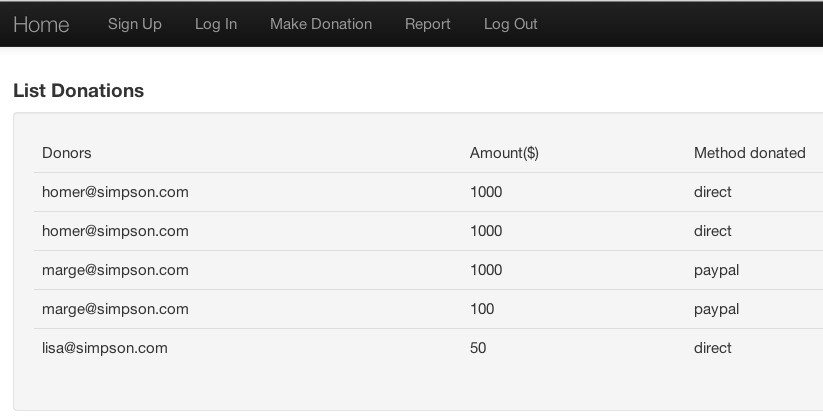 Home Sign Up Log In Make Donation Report Log Out
List Donations
Donors Amount($) Method donated
homer@simpson.com 1000 direct
homer@simpson.com 1000 direct
marge@simpson.com 1000 paypal
marge@simpson.com 100 paypal
lisa@simpson.com 50 direct